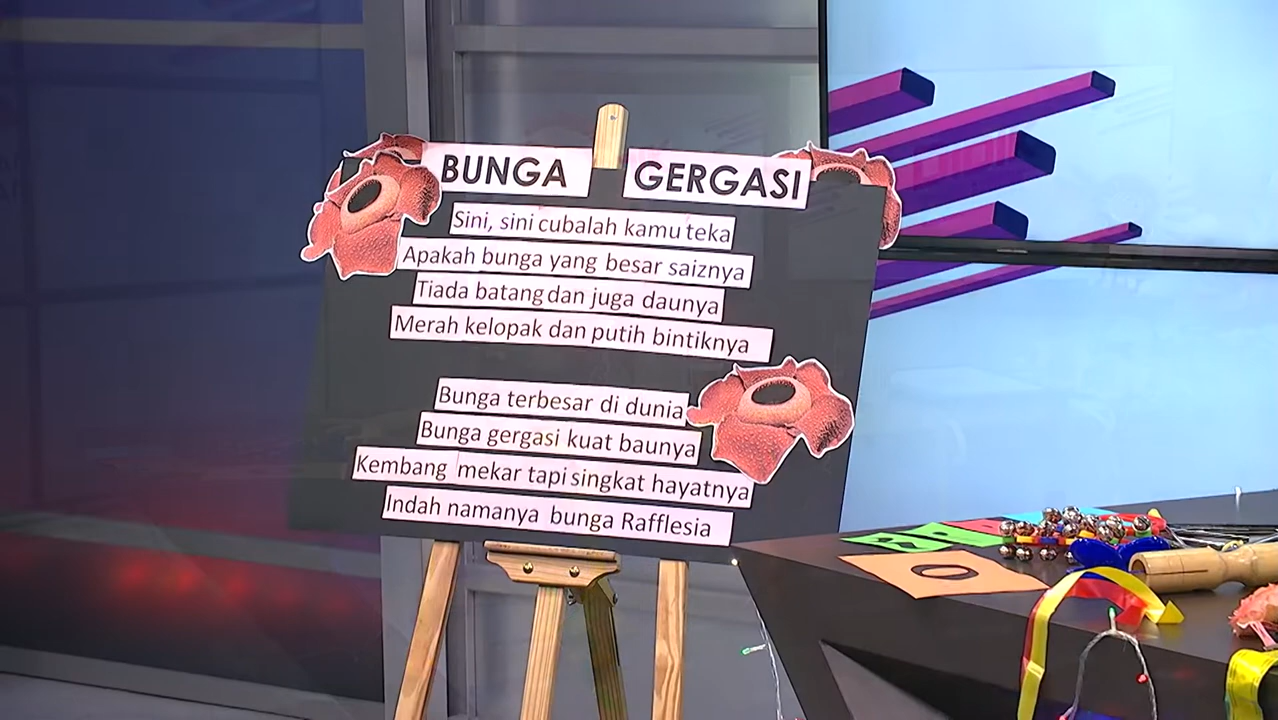 BUNGA GERGASI
Sini, sini cubalah kamu teka
Apakah bunga yang besar saiznya
Tiada batang dan juga daunnya
Merah kelopak dan putih bintiknya
Bunga terbesar di dunia
Bunga gergasi kuat baunya
Kembang mekar tapi singkat hayatnya
Indah namanya bunga Rafflesia
O